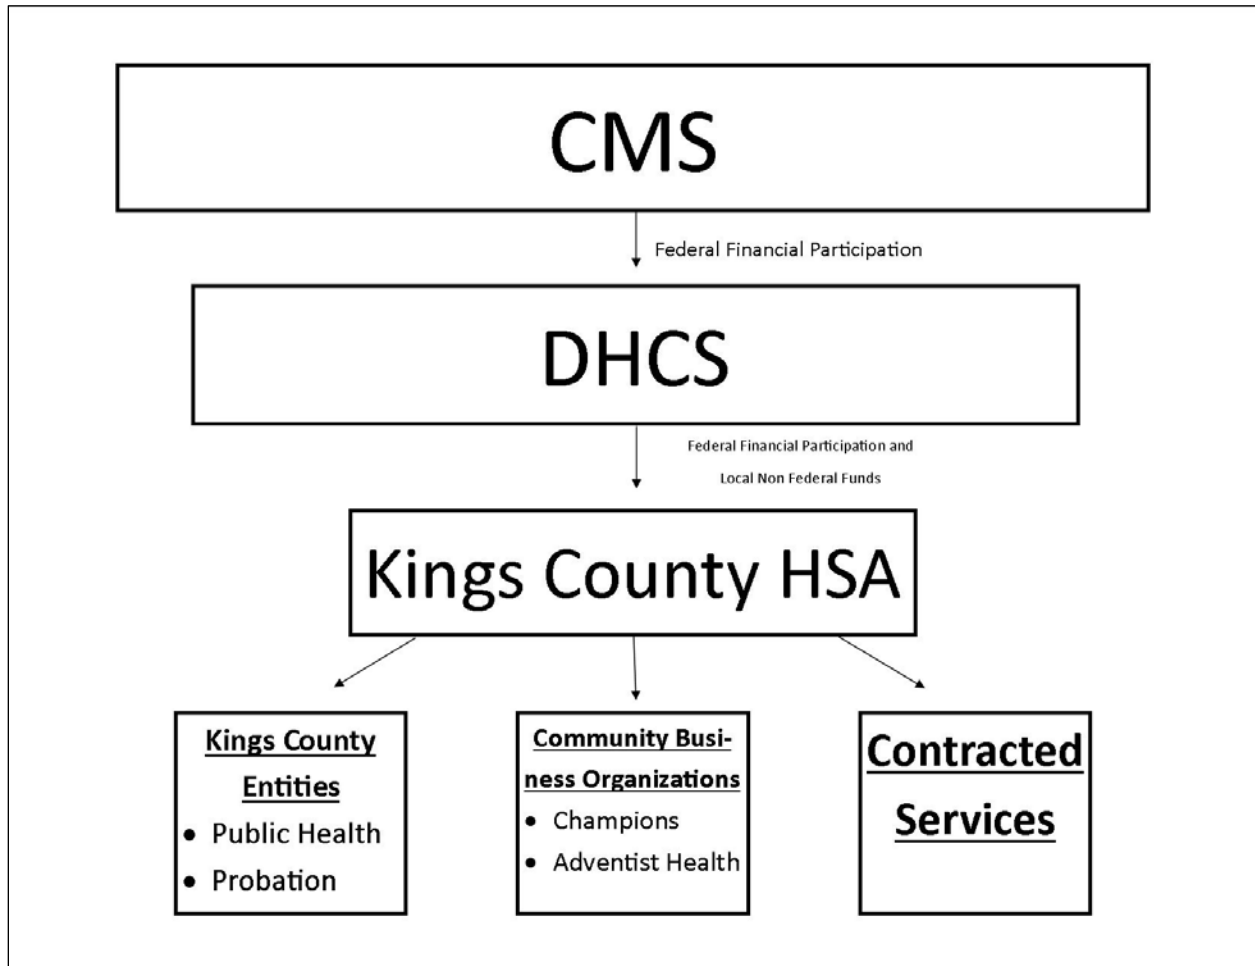 CMS
Federal Financial Participation
DHCS
Federal Financial Participation and
Local Non Federal Funds
Kings County HSA
Kings County
Entities
• Public Health
• Probation
Community Busi-
ness Organizations
• Champions
• Adventist Health
Contracted
Services